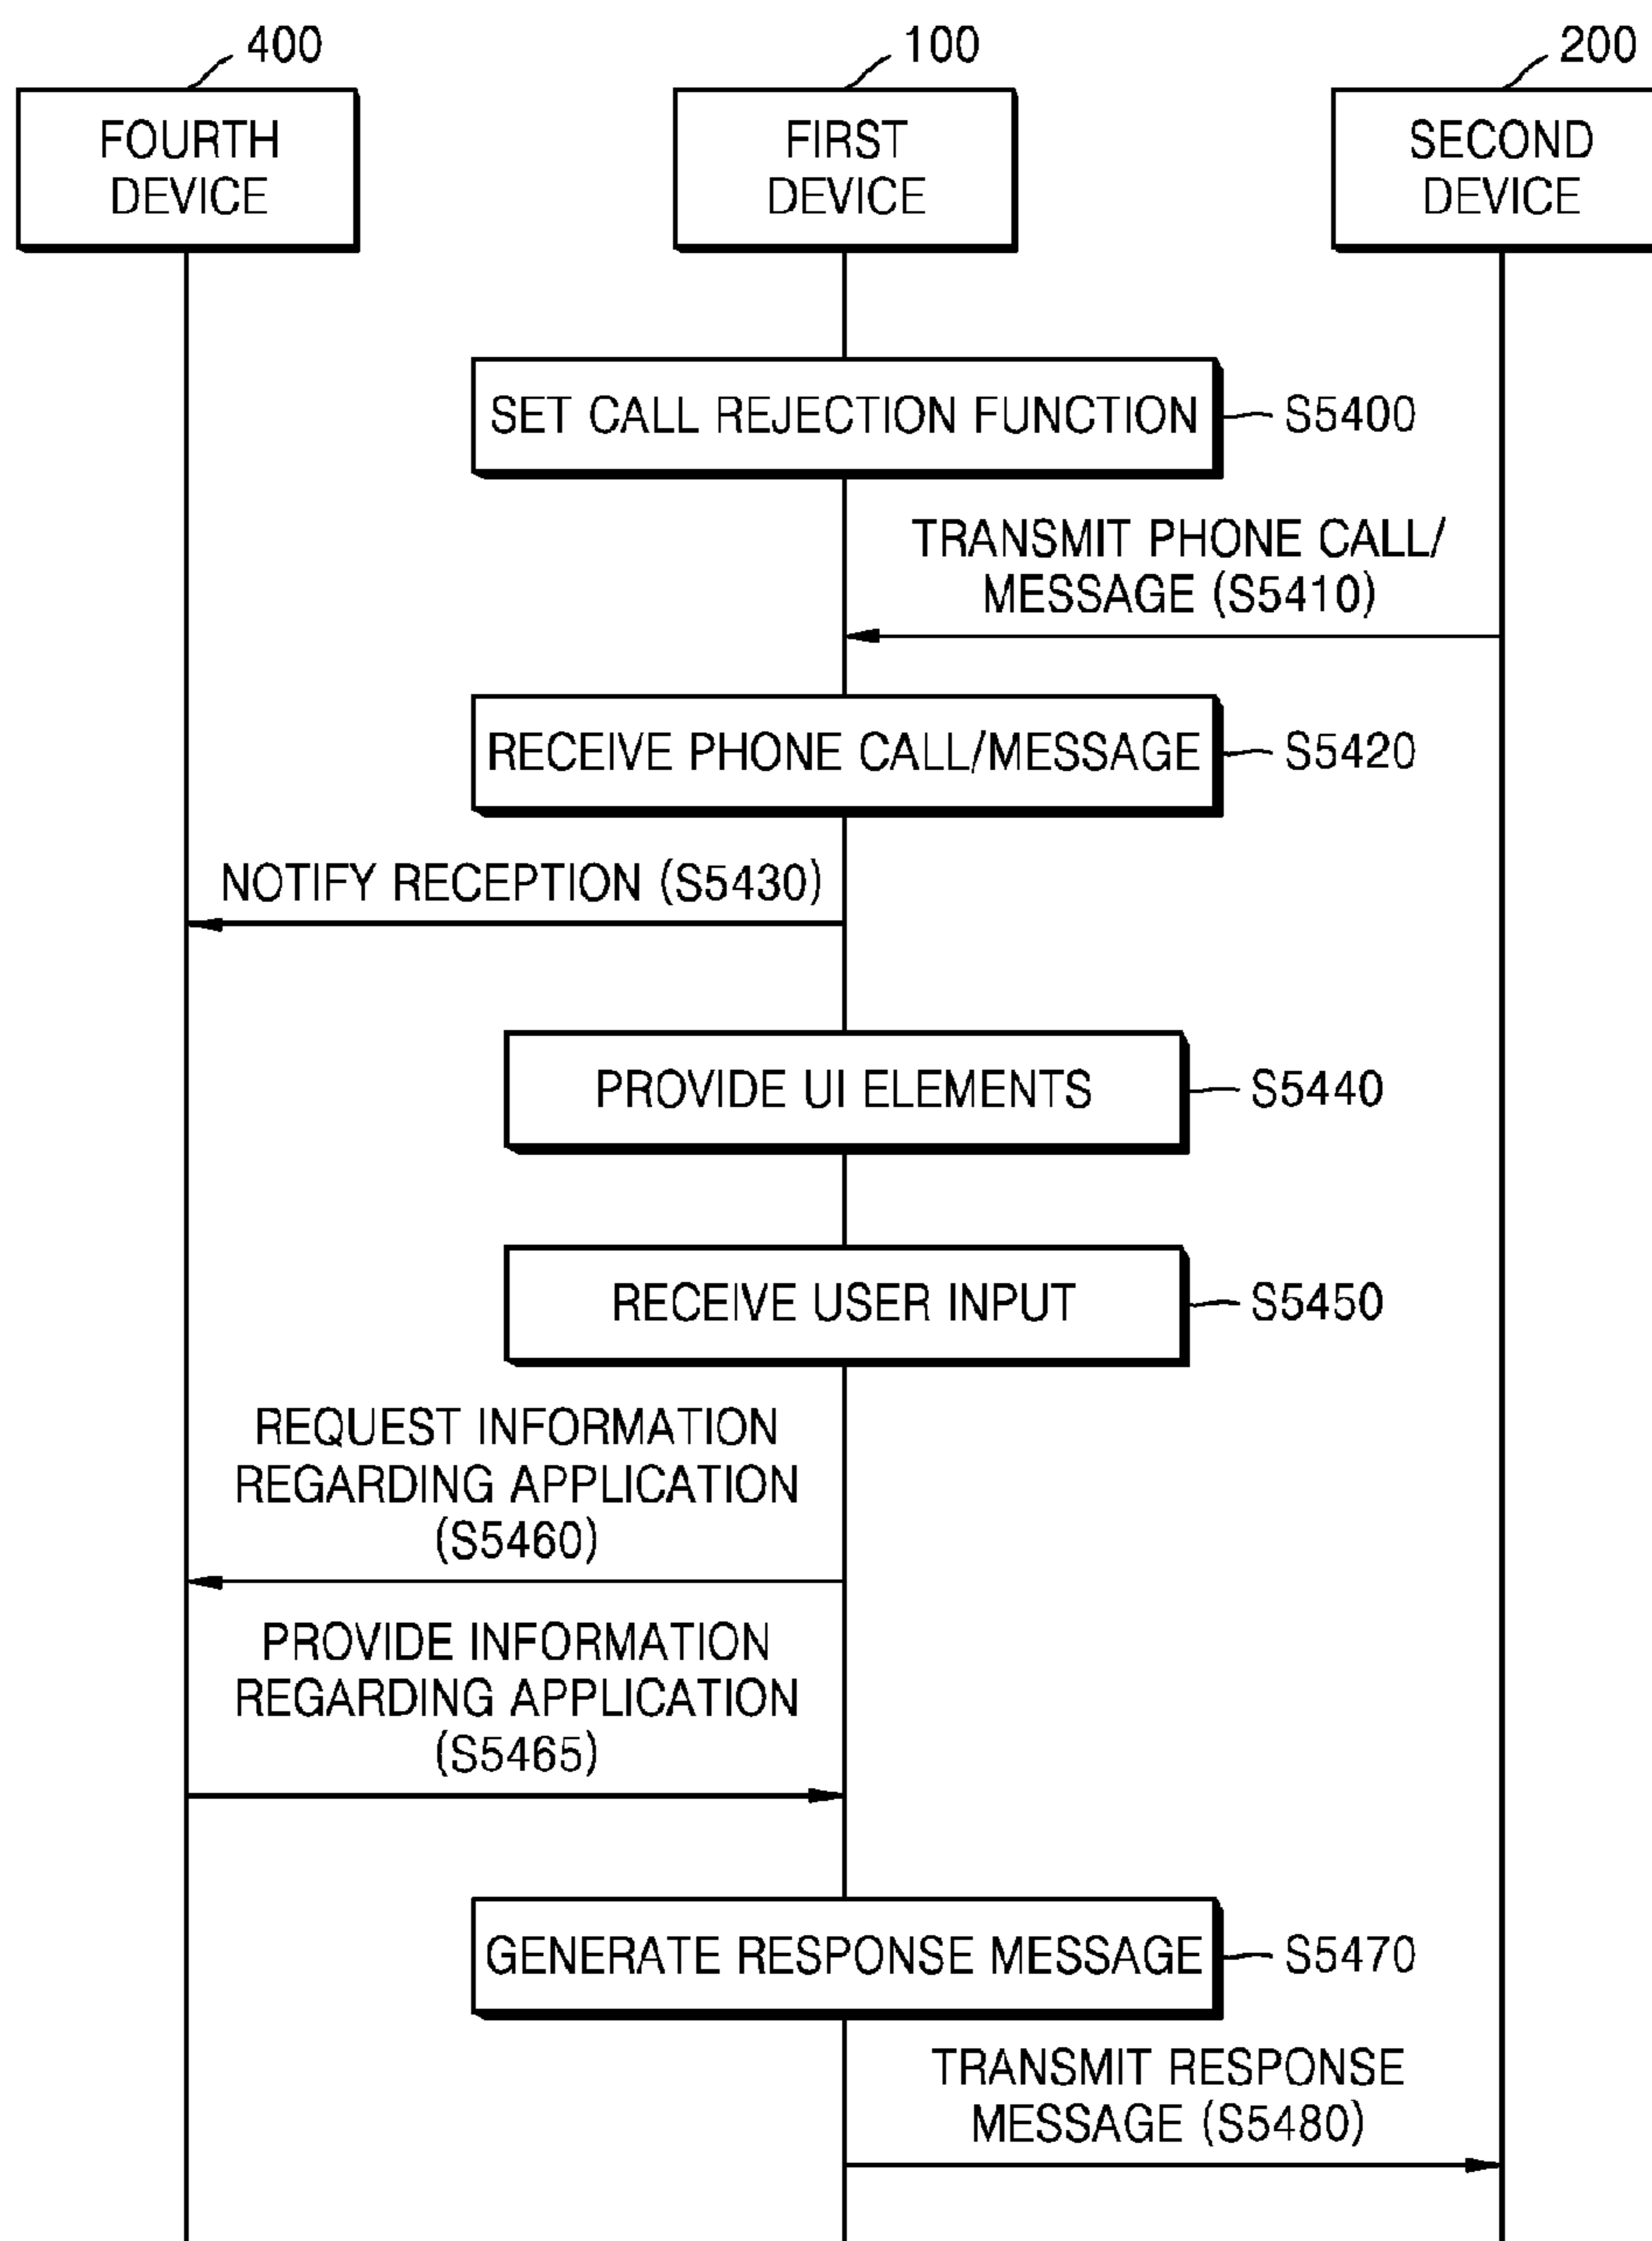 400
100
200
FOURTH
DEVICE
FIRST
DEVICE
SECOND
DEVICE
SET CALL REJECTION FUNCTION
S5400
TRANSMIT PHONE CALL/
MESSAGE (S5410)
RECEIVE PHONE CALL/MESSAGE
S5420
NOTIFY RECEPTION (S5430)
PROVIDE UI ELEMENTS
S5440
RECEIVE USER INPUT
S5450
REQUEST INFORMATION
REGARDING APPLICATION
(S5460)
PROVIDE INFORMATION
REGARDING APPLICATION
(S5465)
GENERATE RESPONSE MESSAGE
S5470
TRANSMIT RESPONSE
MESSAGE (S5480)